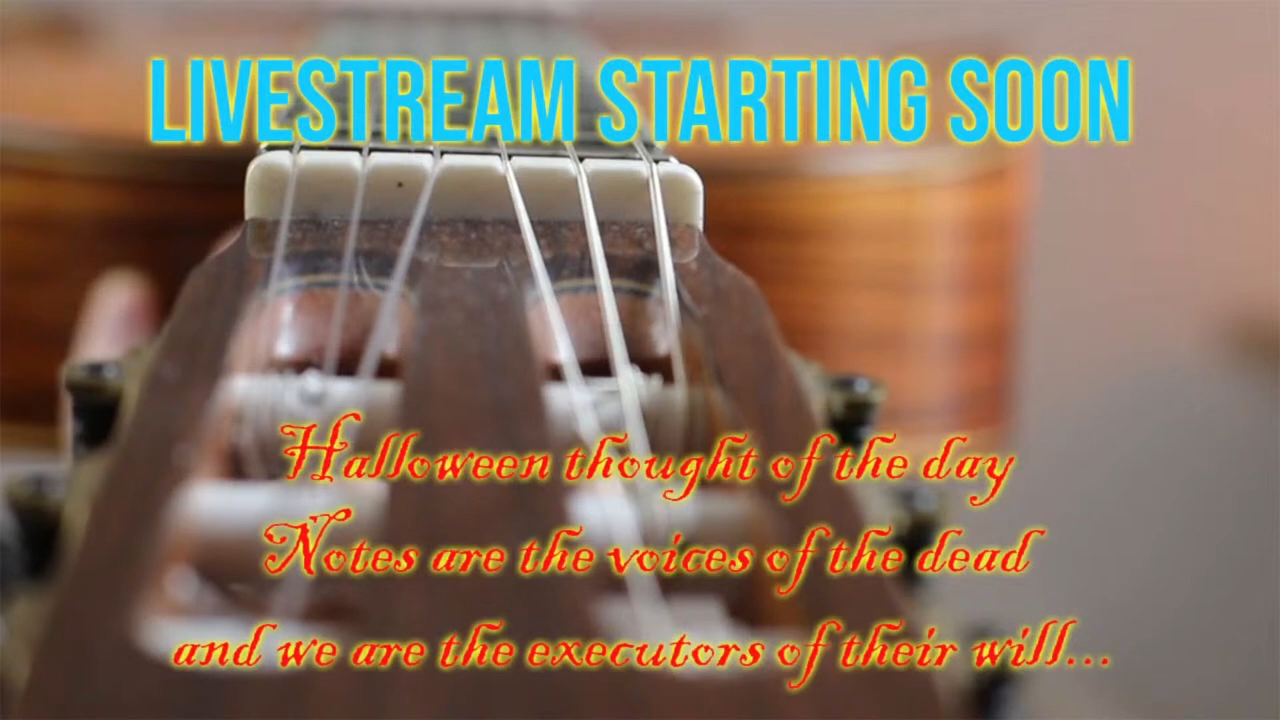 LIVESTREAM STARTING SOON
Halloween thought of the day
Notes are the voices of the dead
and we are the executors of their will...